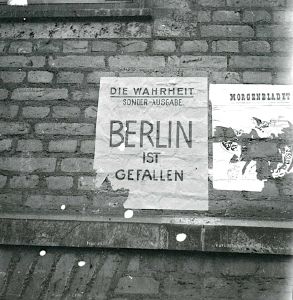 DIE WAHRHEIT
SONDER-AUSGABE.
BERLIN
IST
GEFALLEN
MORGENBLADET